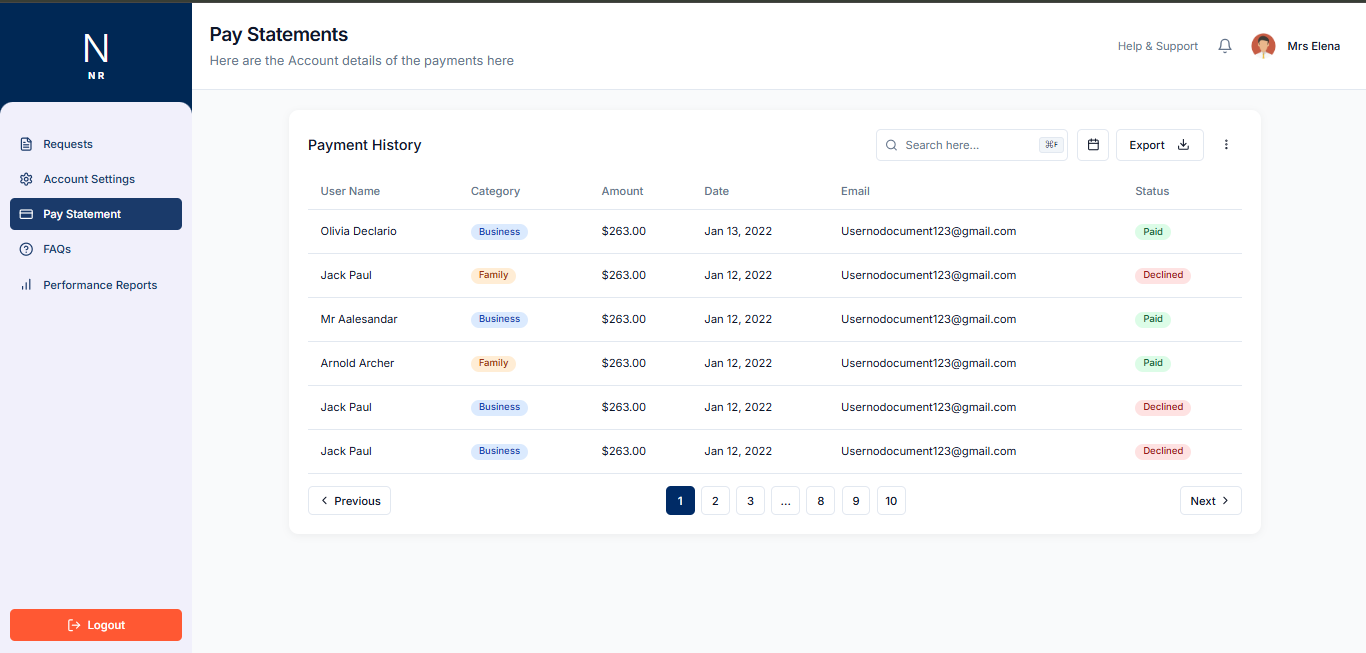 N
NR
Requests
Account Settings
Pay Statement
FAQs
Performance Reports
Logout
Pay Statements
Here are the Account details of the payments here
Help & Support
Mrs Elena
Payment History
Search here...
⌘F
Export
User Name Category Amount Date Email Status
Olivia Declario Business $263.00 Jan 13, 2022 Usernodocument123@gmail.com Paid
Jack Paul Family $263.00 Jan 12, 2022 Usernodocument123@gmail.com Declined
Mr Aalesandar Business $263.00 Jan 12, 2022 Usernodocument123@gmail.com Paid
Arnold Archer Family $263.00 Jan 12, 2022 Usernodocument123@gmail.com Paid
Jack Paul Business $263.00 Jan 12, 2022 Usernodocument123@gmail.com Declined
Jack Paul Business $263.00 Jan 12, 2022 Usernodocument123@gmail.com Declined
Previous 1 2 3 ... 8 9 10 Next